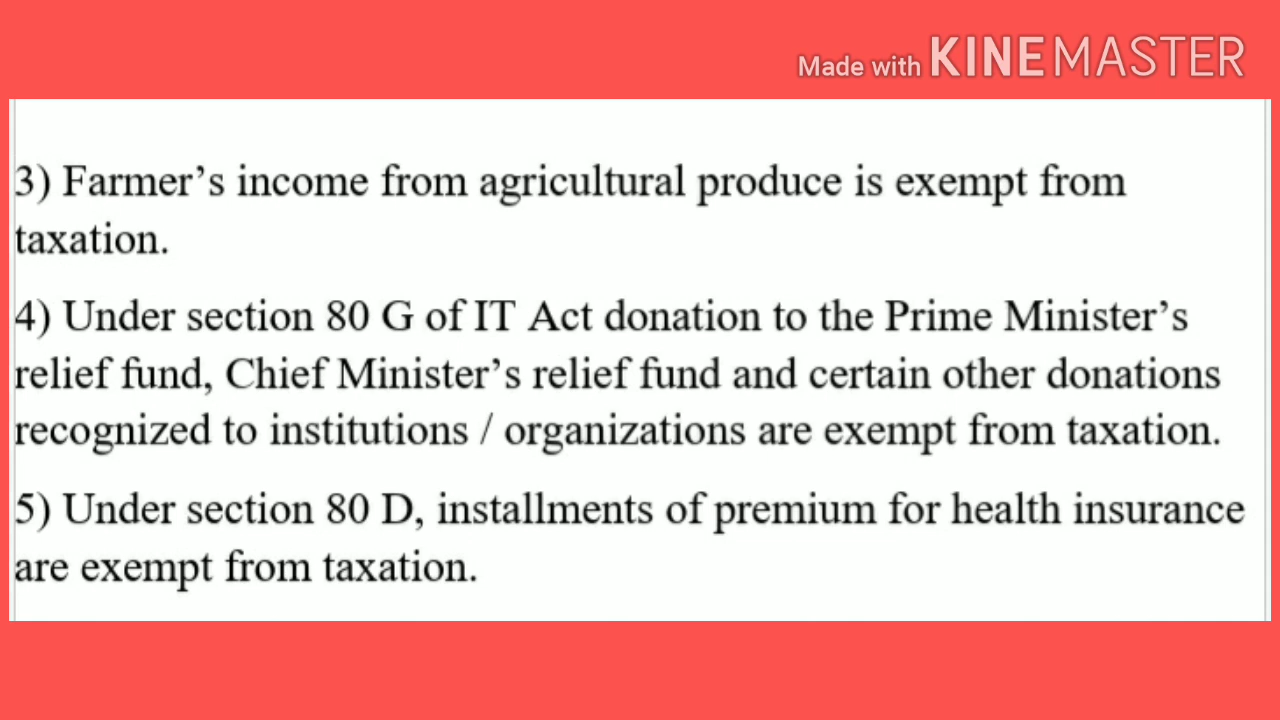 Made with KINEMASTER
3) Farmer’s income from agricultural produce is exempt from
taxation.
4) Under section 80 G of IT Act donation to the Prime Minister’s
relief fund, Chief Minister’s relief fund and certain other donations
recognized to institutions / organizations are exempt from taxation.
5) Under section 80 D, installments of premium for health insurance
are exempt from taxation.